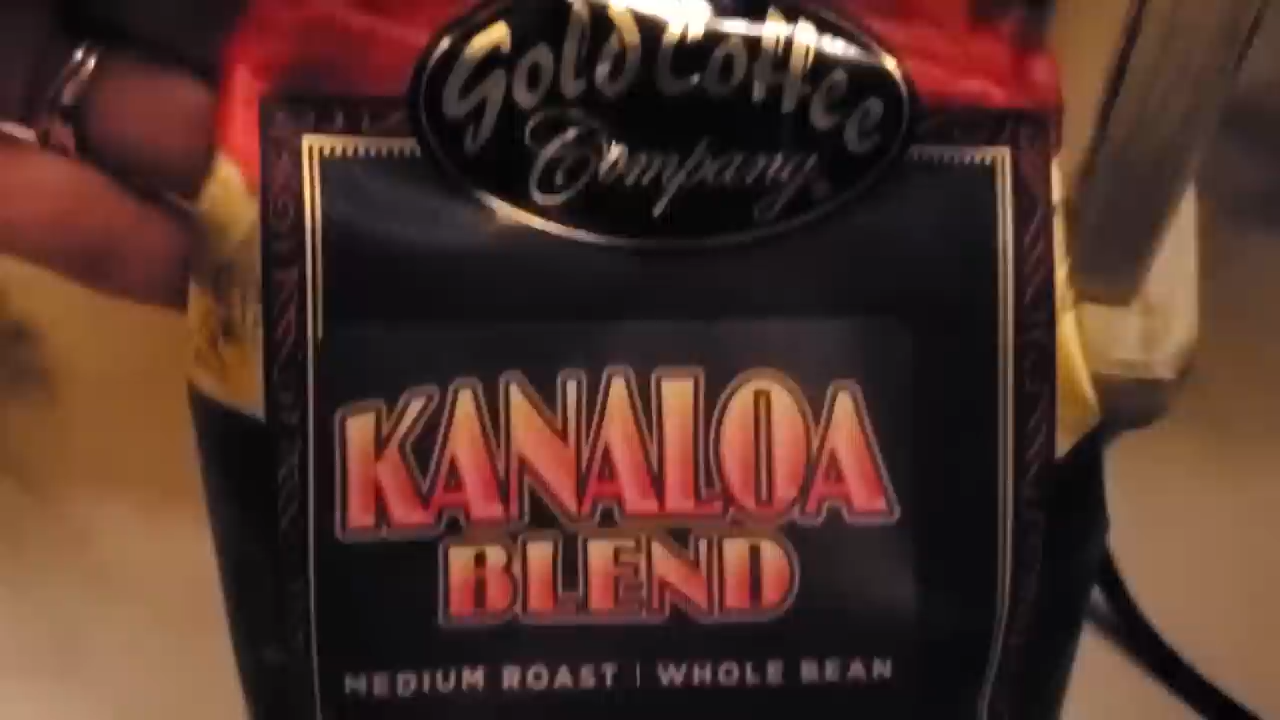 Gold Coffee
Company
KANALOA
BLEND
MEDIUM ROAST | WHOLE BEAN